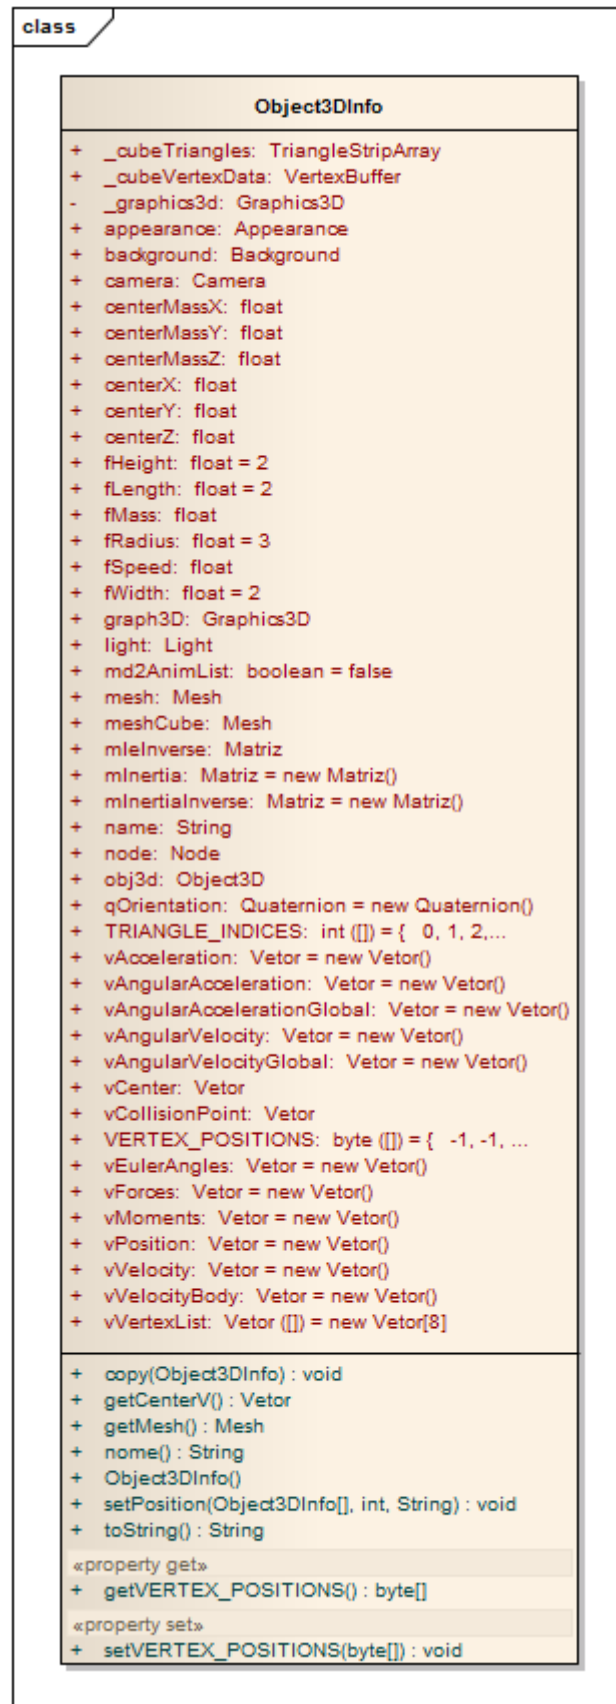 class
Object3DInfo
+ _cubeTriangles: TriangleStripArray
+ _cubeVertexData: VertexBuffer
- _graphics3d: Graphics3D
+ appearance: Appearance
+ background: Background
+ camera: Camera
+ centerMassX: float
+ centerMassY: float
+ centerMassZ: float
+ centerX: float
+ centerY: float
+ centerZ: float
+ fHeight: float = 2
+ fLength: float = 2
+ fMass: float
+ fRadius: float = 3
+ fSpeed: float
+ fWidth: float = 2
+ graph3D: Graphics3D
+ light: Light
+ md2AnimList: boolean = false
+ mesh: Mesh
+ meshCube: Mesh
+ mIeInverse: Matriz
+ mInertia: Matriz = new Matriz()
+ mInertiaInverse: Matriz = new Matriz()
+ name: String
+ node: Node
+ obj3d: Object3D
+ qOrientation: Quaternion = new Quaternion()
+ TRIANGLE_INDICES: int ([]) = { 0, 1, 2,...
+ vAcceleration: Vetor = new Vetor()
+ vAngularAcceleration: Vetor = new Vetor()
+ vAngularAccelerationGlobal: Vetor = new Vetor()
+ vAngularVelocity: Vetor = new Vetor()
+ vAngularVelocityGlobal: Vetor = new Vetor()
+ vCenter: Vetor
+ vCollisionPoint: Vetor
+ VERTEX_POSITIONS: byte ([]) = { -1, -1, ...
+ vEulerAngles: Vetor = new Vetor()
+ vForces: Vetor = new Vetor()
+ vMoments: Vetor = new Vetor()
+ vPosition: Vetor = new Vetor()
+ vVelocity: Vetor = new Vetor()
+ vVelocityBody: Vetor = new Vetor()
+ vVertexList: Vetor ([]) = new Vetor[8]
+ copy(Object3DInfo) : void
+ getCenterV() : Vetor
+ getMesh() : Mesh
+ nome() : String
+ Object3DInfo()
+ setPosition(Object3DInfo[], int, String) : void
+ toString() : String
«property get»
+ getVERTEX_POSITIONS() : byte[]
«property set»
+ setVERTEX_POSITIONS(byte[]) : void